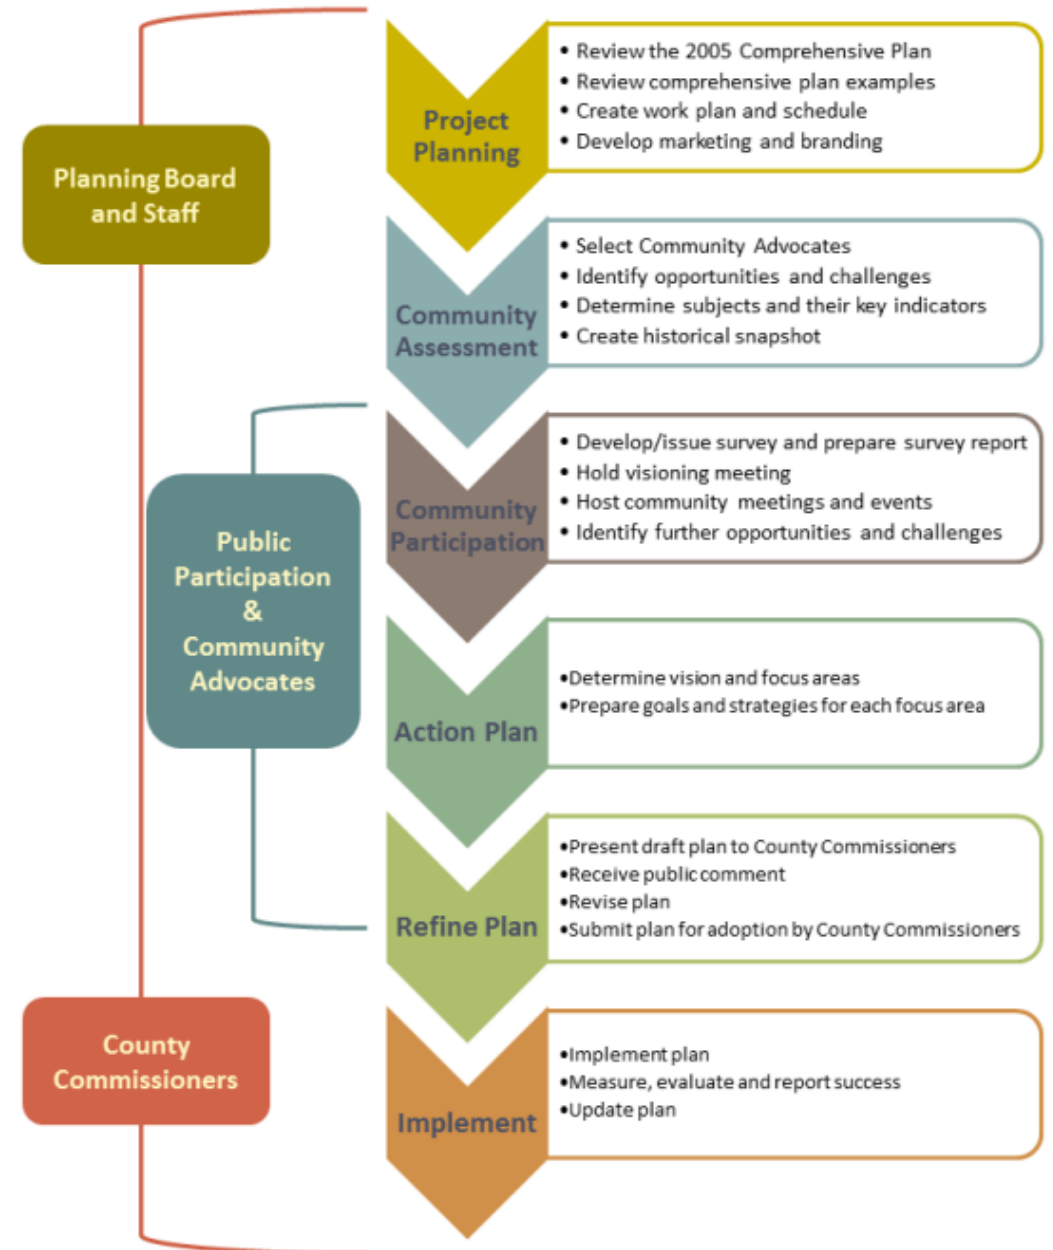 Planning Board
and Staff
Public
Participation
&
Community
Advocates
County
Commissioners
Project
Planning
• Review the 2005 Comprehensive Plan
• Review comprehensive plan examples
• Create work plan and schedule
• Develop marketing and branding
Community
Assessment
• Select Community Advocates
• Identify opportunities and challenges
• Determine subjects and their key indicators
• Create historical snapshot
Community
Participation
• Develop/issue survey and prepare survey report
• Hold visioning meeting
• Host community meetings and events
• Identify further opportunities and challenges
Action Plan
•Determine vision and focus areas
•Prepare goals and strategies for each focus area
Refine Plan
•Present draft plan to County Commissioners
•Receive public comment
•Revise plan
•Submit plan for adoption by County Commissioners
Implement
•Implement plan
•Measure, evaluate and report success
•Update plan